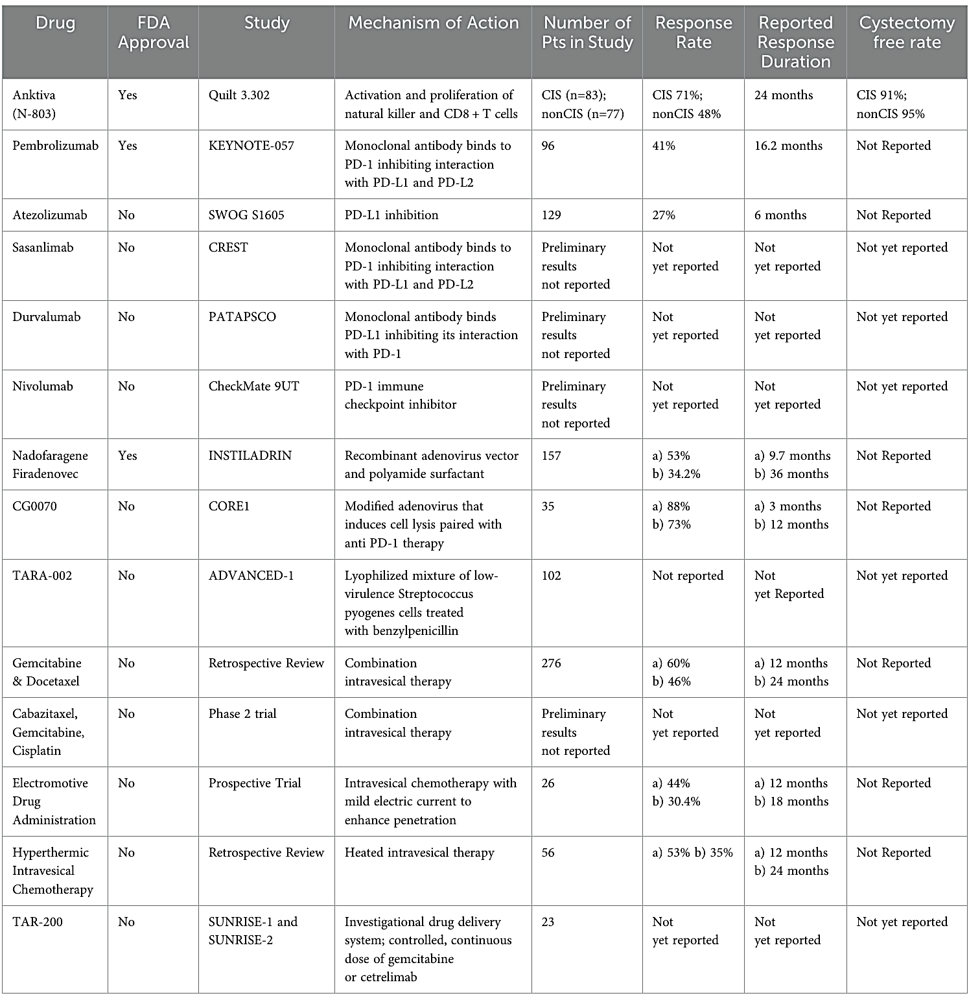 Drug
FDA
Approval
Study
Mechanism of Action
Number of
Pts in Study
Response
Rate
Reported
Response
Duration
Cystectomy
free rate
Anktiva
(N-803)
Yes
Quilt 3.302
Activation and proliferation of
natural killer and CD8 + T cells
CIS (n=83);
nonCIS (n=77)
CIS 71%;
nonCIS 48%
24 months
CIS 91%;
nonCIS 95%
Pembrolizumab
Yes
KEYNOTE-057
Monoclonal antibody binds to
PD-1 inhibiting interaction
with PD-L1 and PD-L2
96
41%
16.2 months
Not Reported
Atezolizumab
No
SWOG S1605
PD-L1 inhibition
129
27%
6 months
Not Reported
Sasanlimab
No
CREST
Monoclonal antibody binds to
PD-1 inhibiting interaction
with PD-L1 and PD-L2
Preliminary
results
not reported
Not
yet reported
Not
yet reported
Not yet reported
Durvalumab
No
PATAPSCO
Monoclonal antibody binds
PD-L1 inhibiting its interaction
with PD-1
Preliminary
results
not reported
Not
yet reported
Not
yet reported
Not yet reported
Nivolumab
No
CheckMate 9UT
PD-1 immune
checkpoint inhibitor
Preliminary
results
not reported
Not
yet reported
Not
yet reported
Not yet reported
Nadofaragene
Firadenovec
Yes
INSTILADRIN
Recombinant adenovirus vector
and polyamide surfactant
157
a) 53%
b) 34.2%
a) 9.7 months
b) 36 months
Not Reported
CG0070
No
CORE1
Modified adenovirus that
induces cell lysis paired with
anti PD-1 therapy
35
a) 88%
b) 73%
a) 3 months
b) 12 months
Not Reported
TARA-002
No
ADVANCED-1
Lyophilized mixture of low-
virulence Streptococcus
pyogenes cells treated
with benzylpenicillin
102
Not reported
Not
yet Reported
Not yet reported
Gemcitabine
& Docetaxel
No
Retrospective Review
Combination
intravesical therapy
276
a) 60%
b) 46%
a) 12 months
b) 24 months
Not Reported
Cabazitaxel,
Gemcitabine,
Cisplatin
No
Phase 2 trial
Combination
intravesical therapy
Preliminary
results
not reported
Not
yet reported
Not
yet reported
Not yet reported
Electromotive
Drug
Administration
No
Prospective Trial
Intravesical chemotherapy with
mild electric current to
enhance penetration
26
a) 44%
b) 30.4%
a) 12 months
b) 18 months
Not Reported
Hyperthermic
Intravesical
Chemotherapy
No
Retrospective Review
Heated intravesical therapy
56
a) 53% b) 35%
a) 12 months
b) 24 months
Not Reported
TAR-200
No
SUNRISE-1 and
SUNRISE-2
Investigational drug delivery
system; controlled, continuous
dose of gemcitabine
or cetrelimab
23
Not
yet reported
Not
yet reported
Not yet reported